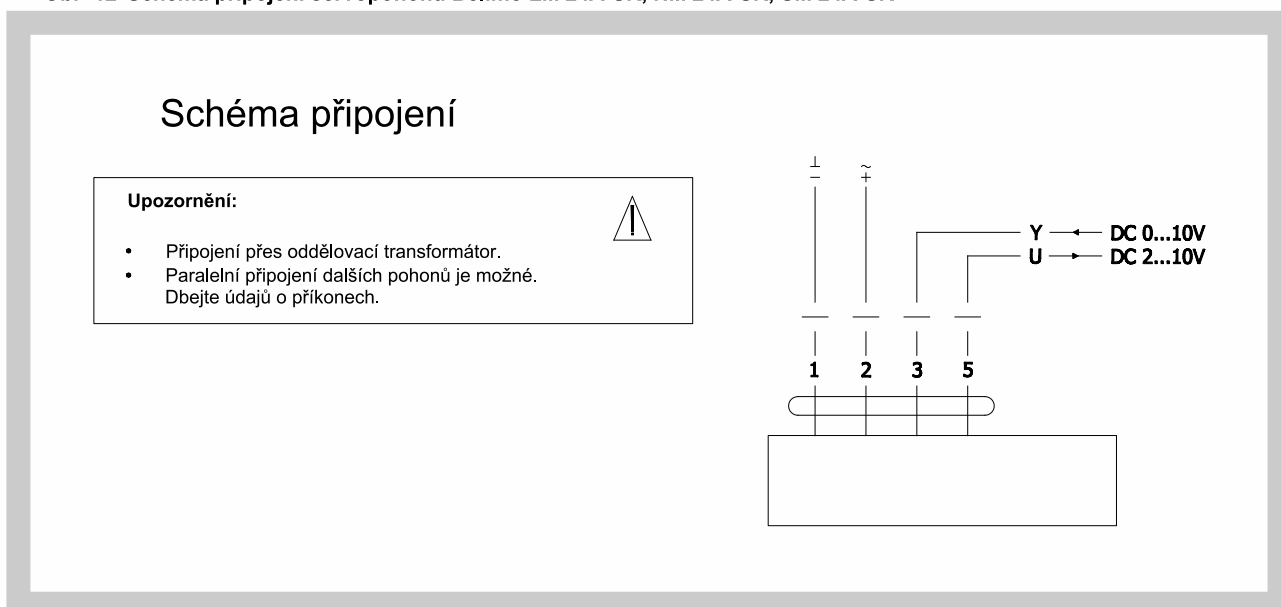 Schéma připojení
Upozornění:
• Připojení přes oddělovací transformátor.
• Paralelní připojení dalších pohonů je možné.
Dbejte údajů o příkonech.
⊥ ~
− +
Y DC 0...10V
U DC 2...10V
1 2 3 5